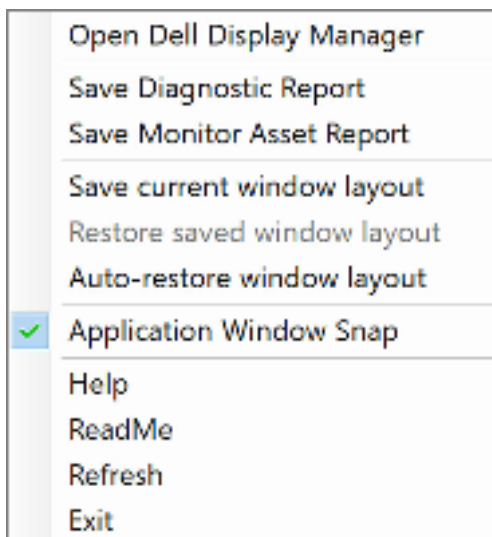 Open Dell Display Manager
Save Diagnostic Report
Save Monitor Asset Report
Save current window layout
Restore saved window layout
Auto-restore window layout
Application Window Snap
Help
ReadMe
Refresh
Exit